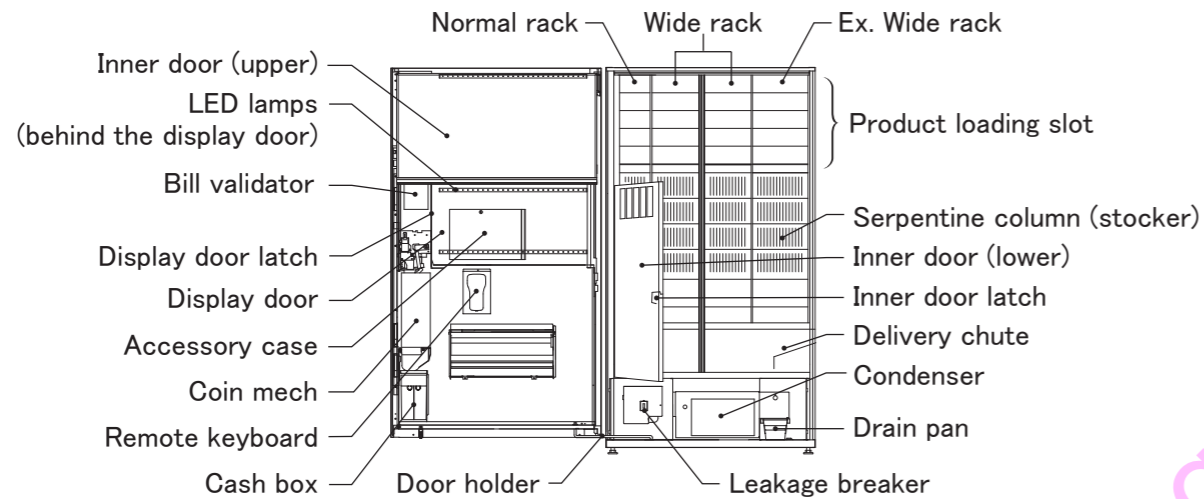 Normal rack
Wide rack
Ex. Wide rack
Inner door (upper)
LED lamps
(behind the display door)
Product loading slot
Bill validator
Serpentine column (stocker)
Display door latch
Inner door (lower)
Display door
Inner door latch
Accessory case
Delivery chute
Coin mech
Condenser
Remote keyboard
Drain pan
Cash box
Door holder
Leakage breaker